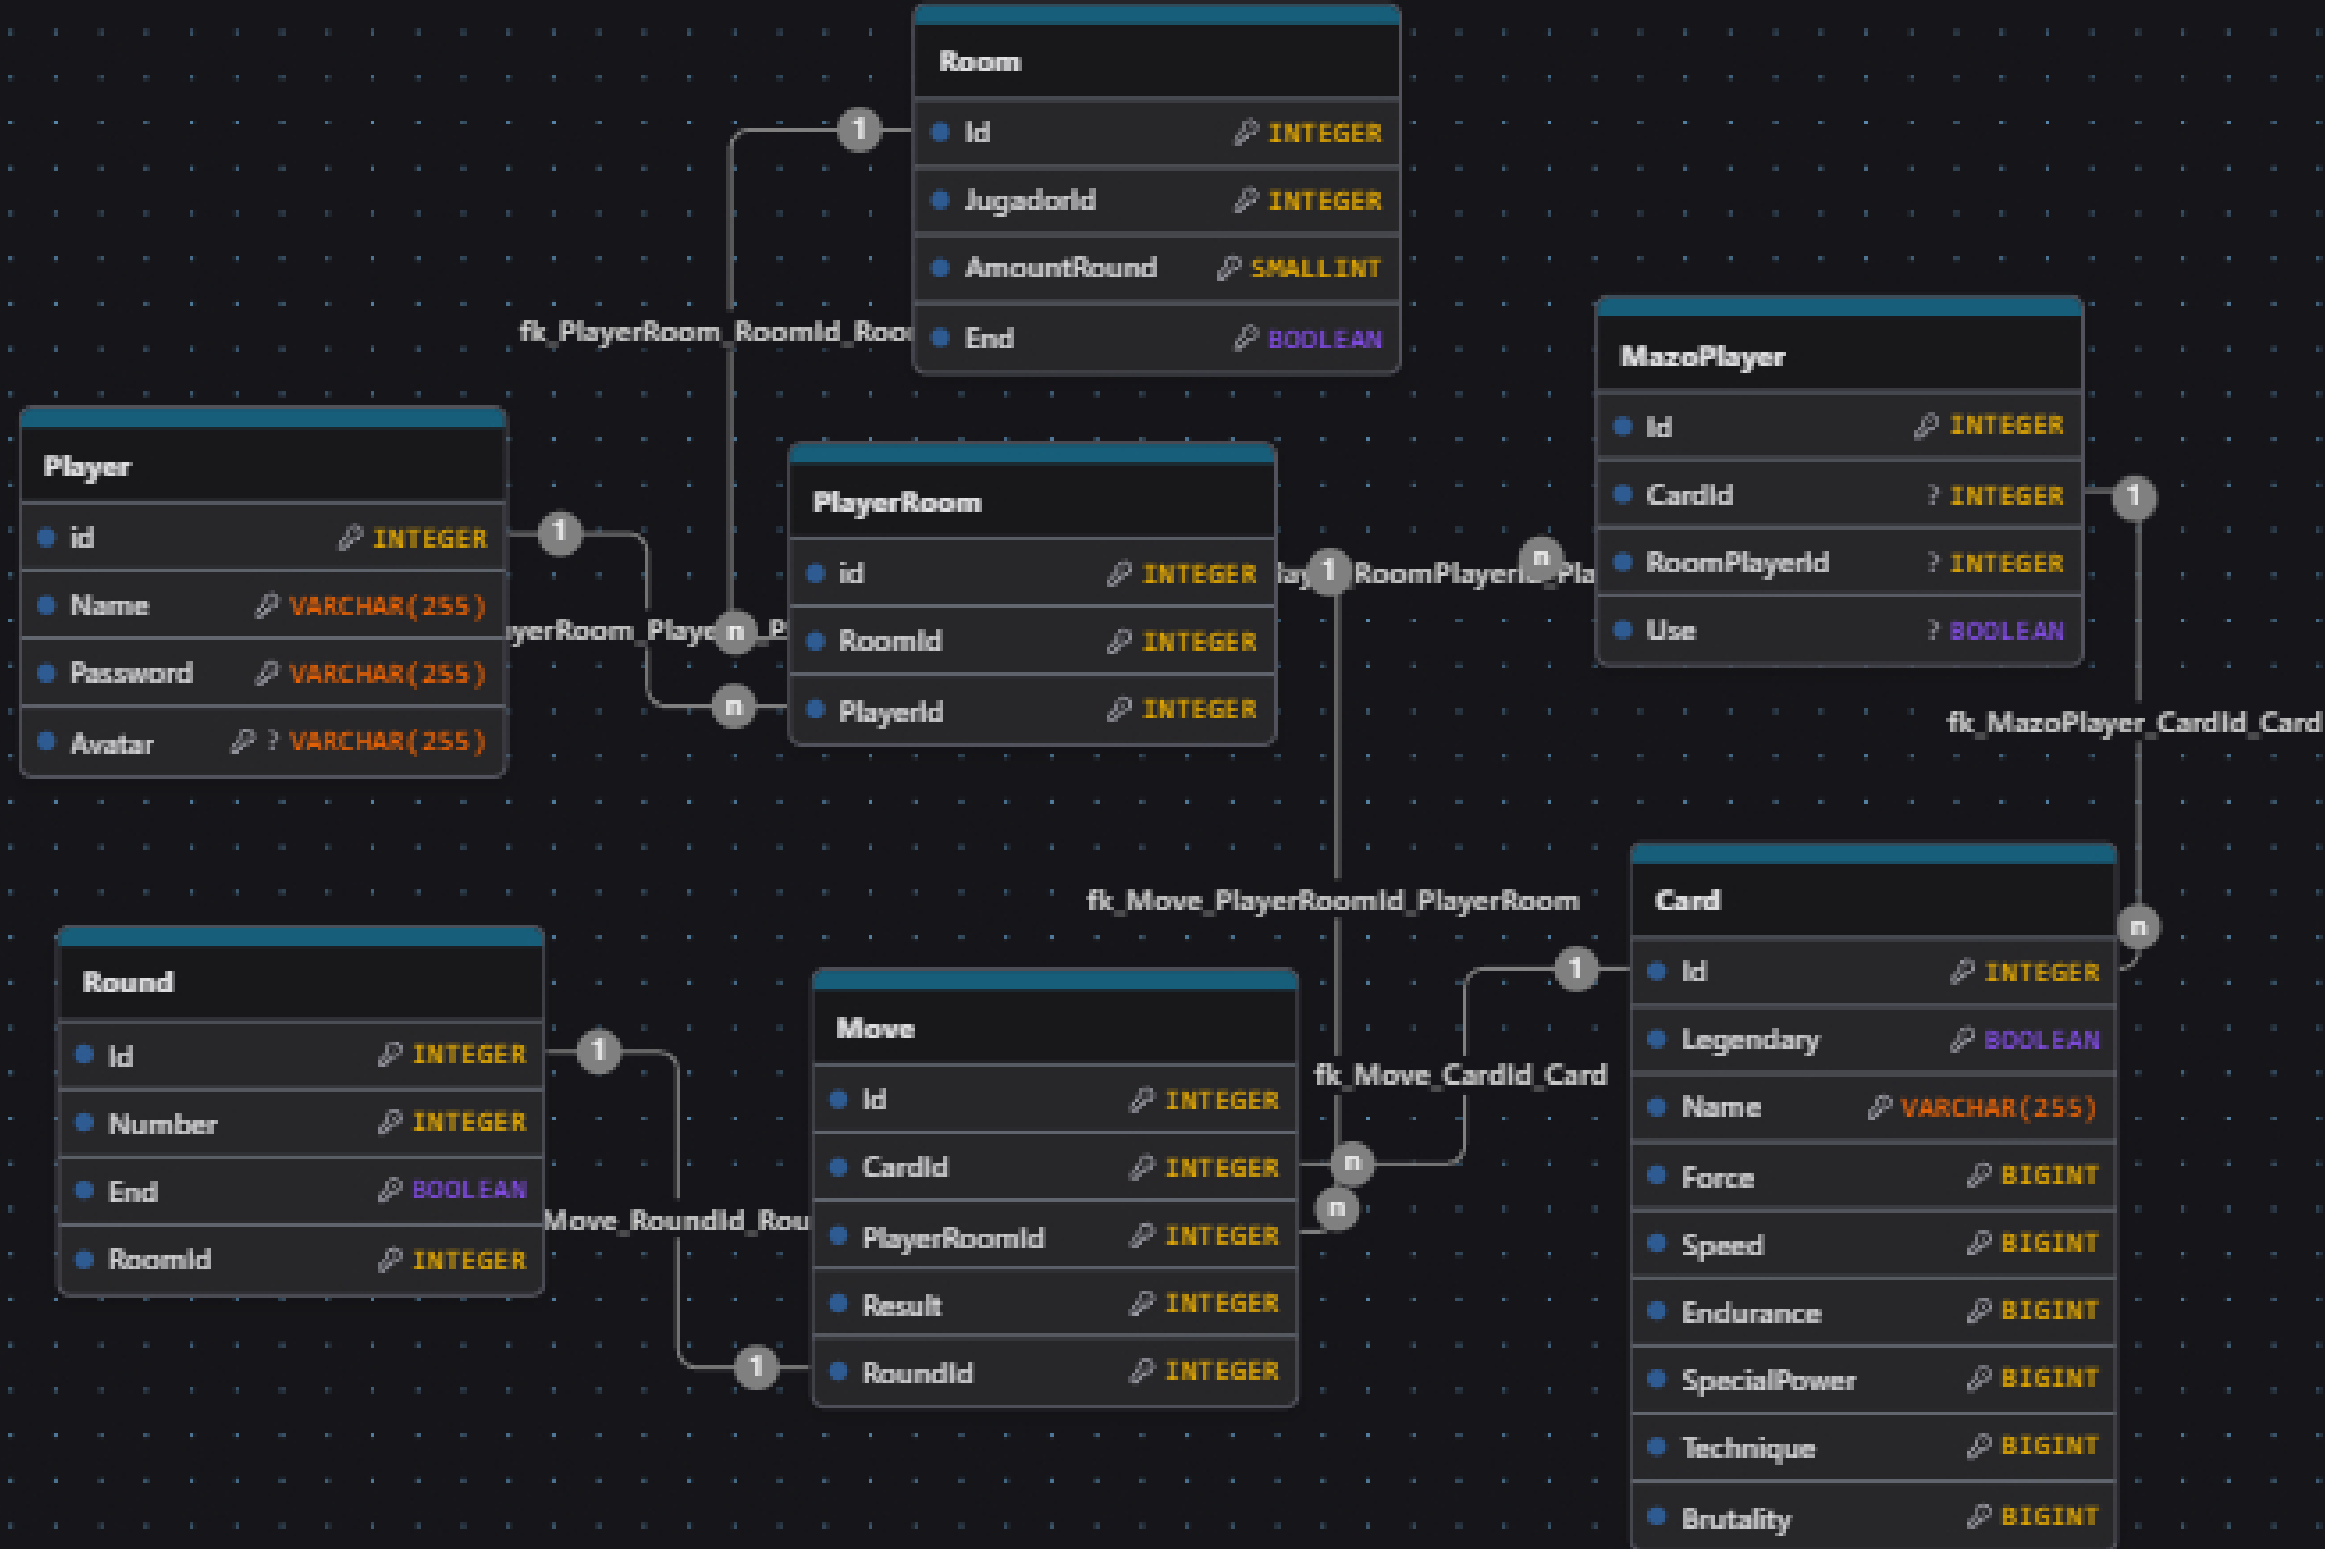 Room
1
Id INTEGER
JugadorId INTEGER
AmountRound SMALLINT
End BOOLEAN
fk_PlayerRoom_RoomId_Roo
MazoPlayer
Id INTEGER
CardId ? INTEGER
1
RoomPlayerId ? INTEGER
Use ? BOOLEAN
Player
id INTEGER
1
Name VARCHAR(255)
Password VARCHAR(255)
Avatar ? VARCHAR(255)
yerRoom_Playe
n
P
n
PlayerRoom
id INTEGER
RoomId INTEGER
PlayerId INTEGER
1
RoomPlayerI
n
Pla
fk_MazoPlayer_CardId_Card
fk_Move_PlayerRoomId_PlayerRoom
Card
n
1
Id INTEGER
Legendary BOOLEAN
Name VARCHAR(255)
Force BIGINT
Speed BIGINT
Endurance BIGINT
SpecialPower BIGINT
Technique BIGINT
Brutality BIGINT
fk_Move_CardId_Card
Round
Id INTEGER
1
Number INTEGER
End BOOLEAN
RoomId INTEGER
Move_RoundId_Rou
Move
Id INTEGER
CardId INTEGER
n
PlayerRoomId INTEGER
n
Result INTEGER
1
RoundId INTEGER